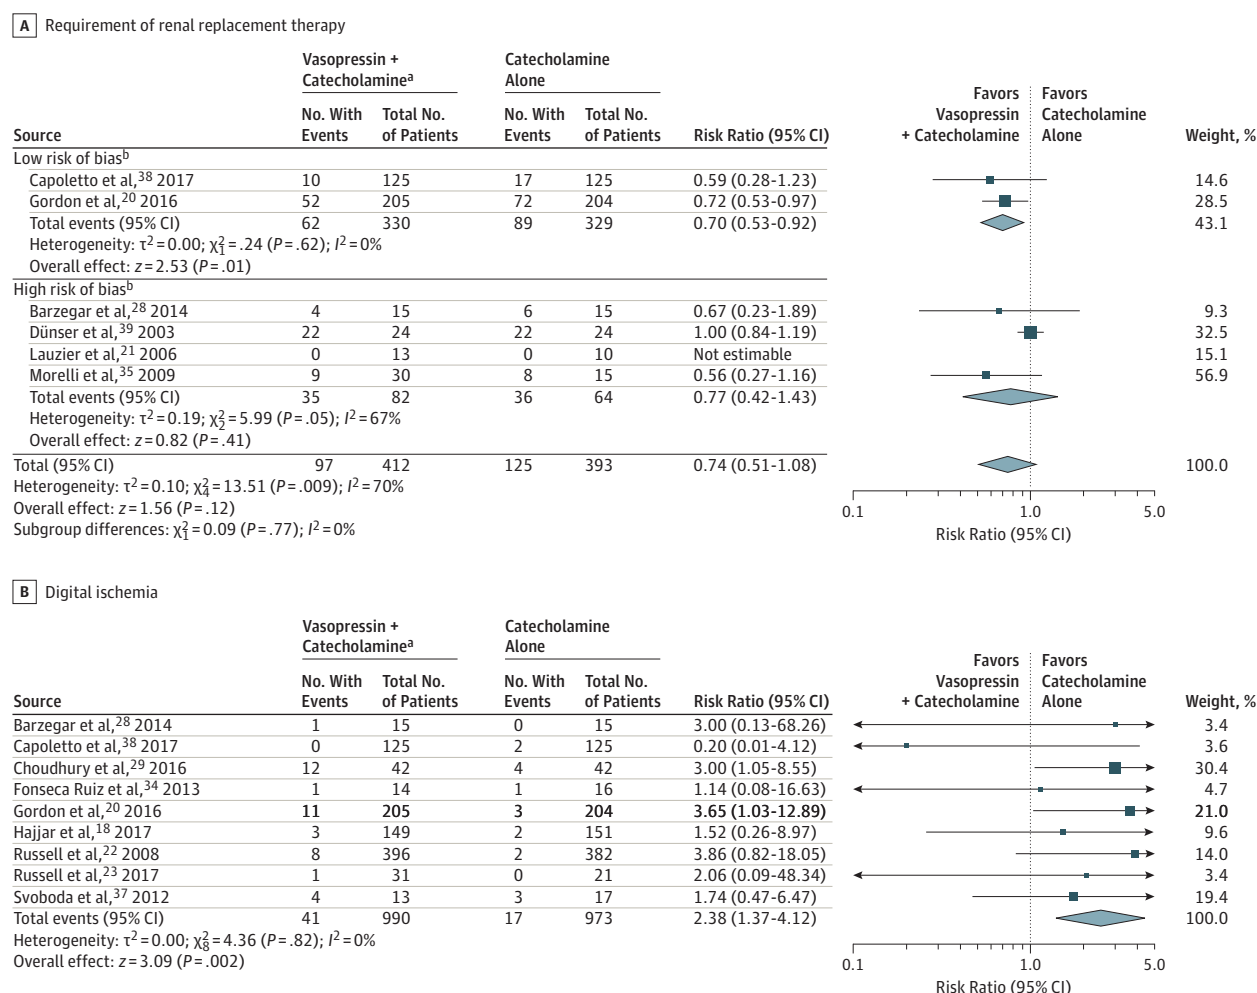 A Requirement of renal replacement therapy
Vasopressin + Catecholamine Alone
Catecholamineᵃ
Favors Vasopressin + Catecholamine Favors Catecholamine Alone
Source No. With Events Total No. of Patients No. With Events Total No. of Patients Risk Ratio (95% CI) Weight, %
Low risk of biasᵇ
Capoletto et al,³⁸ 2017 10 125 17 125 0.59 (0.28-1.23) 14.6
Gordon et al,²⁰ 2016 52 205 72 204 0.72 (0.53-0.97) 28.5
Total events (95% CI) 62 330 89 329 0.70 (0.53-0.92) 43.1
Heterogeneity: τ²=0.00; χ²₁=.24 (P=.62); I²=0%
Overall effect: z=2.53 (P=.01)
High risk of biasᵇ
Barzegar et al,²⁸ 2014 4 15 6 15 0.67 (0.23-1.89) 9.3
Dünser et al,³⁹ 2003 22 24 22 24 1.00 (0.84-1.19) 32.5
Lauzier et al,²¹ 2006 0 13 0 10 Not estimable 15.1
Morelli et al,³⁵ 2009 9 30 8 15 0.56 (0.27-1.16) 56.9
Total events (95% CI) 35 82 36 64 0.77 (0.42-1.43)
Heterogeneity: τ²=0.19; χ²₂=5.99 (P=.05); I²=67%
Overall effect: z=0.82 (P=.41)
Total (95% CI) 97 412 125 393 0.74 (0.51-1.08) 100.0
Heterogeneity: τ²=0.10; χ²₄=13.51 (P=.009); I²=70%
Overall effect: z=1.56 (P=.12)
Subgroup differences: χ²₁=0.09 (P=.77); I²=0%
0.1 1.0 5.0
Risk Ratio (95% CI)
B Digital ischemia
Vasopressin + Catecholamine Alone
Catecholamineᵃ
Favors Vasopressin + Catecholamine Favors Catecholamine Alone
Source No. With Events Total No. of Patients No. With Events Total No. of Patients Risk Ratio (95% CI) Weight, %
Barzegar et al,²⁸ 2014 1 15 0 15 3.00 (0.13-68.26) 3.4
Capoletto et al,³⁸ 2017 0 125 2 125 0.20 (0.01-4.12) 3.6
Choudhury et al,²⁹ 2016 12 42 4 42 3.00 (1.05-8.55) 30.4
Fonseca Ruiz et al,³⁴ 2013 1 14 1 16 1.14 (0.08-16.63) 4.7
Gordon et al,²⁰ 2016 11 205 3 204 3.65 (1.03-12.89) 21.0
Hajjar et al,¹⁸ 2017 3 149 2 151 1.52 (0.26-8.97) 9.6
Russell et al,²² 2008 8 396 2 382 3.86 (0.82-18.05) 14.0
Russell et al,²³ 2017 1 31 0 21 2.06 (0.09-48.34) 3.4
Svoboda et al,³⁷ 2012 4 13 3 17 1.74 (0.47-6.47) 19.4
Total events (95% CI) 41 990 17 973 2.38 (1.37-4.12) 100.0
Heterogeneity: τ²=0.00; χ²₈=4.36 (P=.82); I²=0%
Overall effect: z=3.09 (P=.002)
0.1 1.0 5.0
Risk Ratio (95% CI)